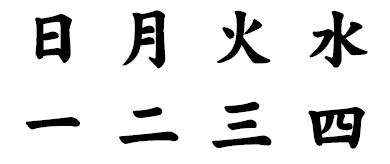 日 月 火 水
一 二 三 四